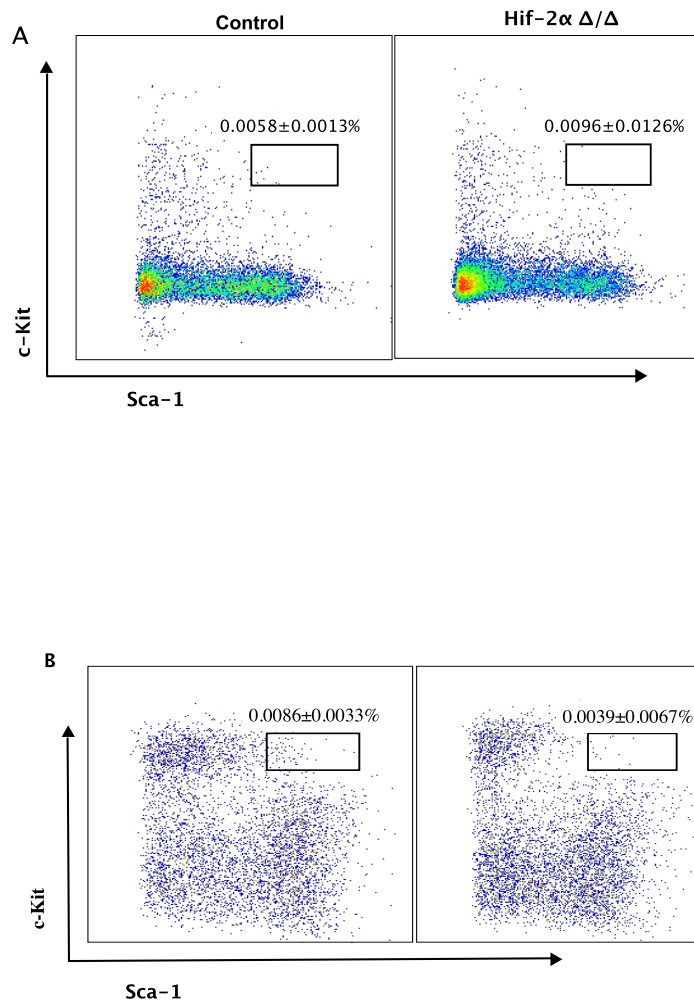 A
Control
Hif-2α Δ/Δ
0.0058±0.0013%
0.0096±0.0126%
c-Kit
Sca-1
B
0.0086±0.0033%
0.0039±0.0067%
c-Kit
Sca-1